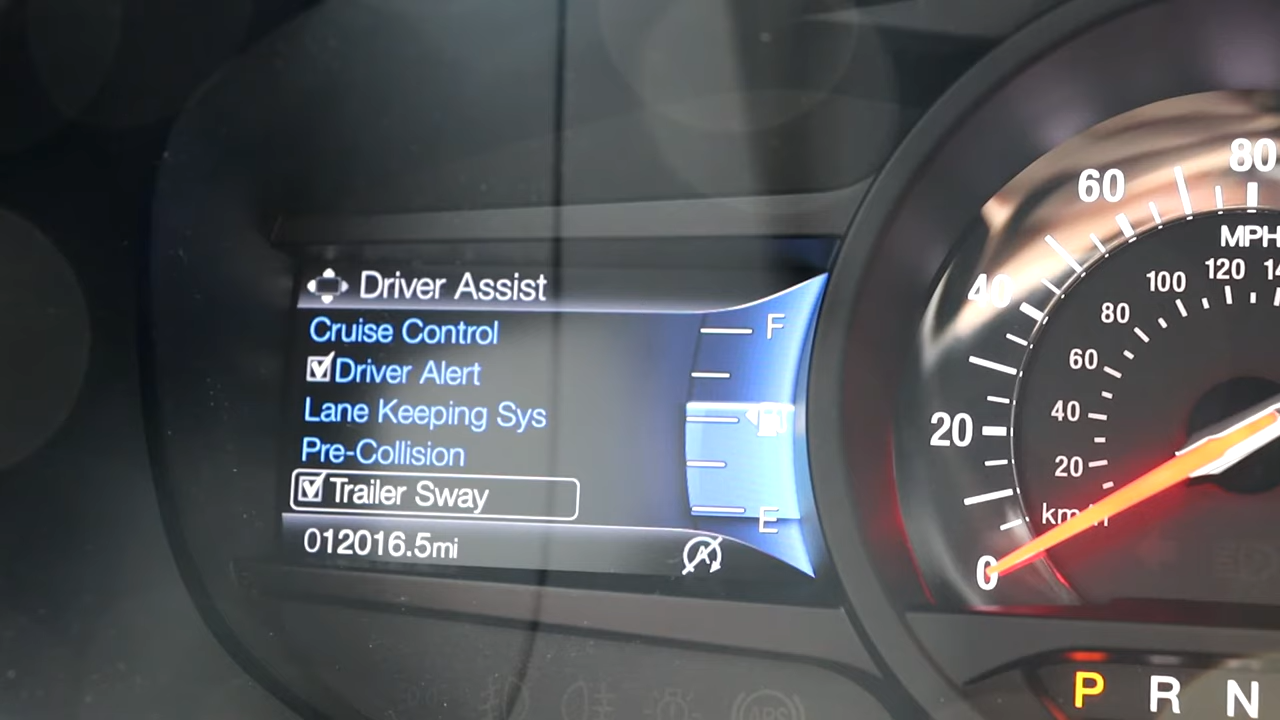 Driver Assist
Cruise Control
Driver Alert
Lane Keeping Sys
Pre-Collision
Trailer Sway
012016.5mi
F
E
A
0
20
40
60
80
MPH
20
40
60
80
100
120
km/h
P R N
ABS